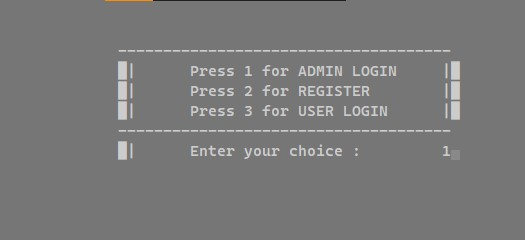 -------------------------------------
█|      Press 1 for ADMIN LOGIN     |█
█|      Press 2 for REGISTER        |█
█|      Press 3 for USER LOGIN      |█
-------------------------------------
█|      Enter your choice :         1